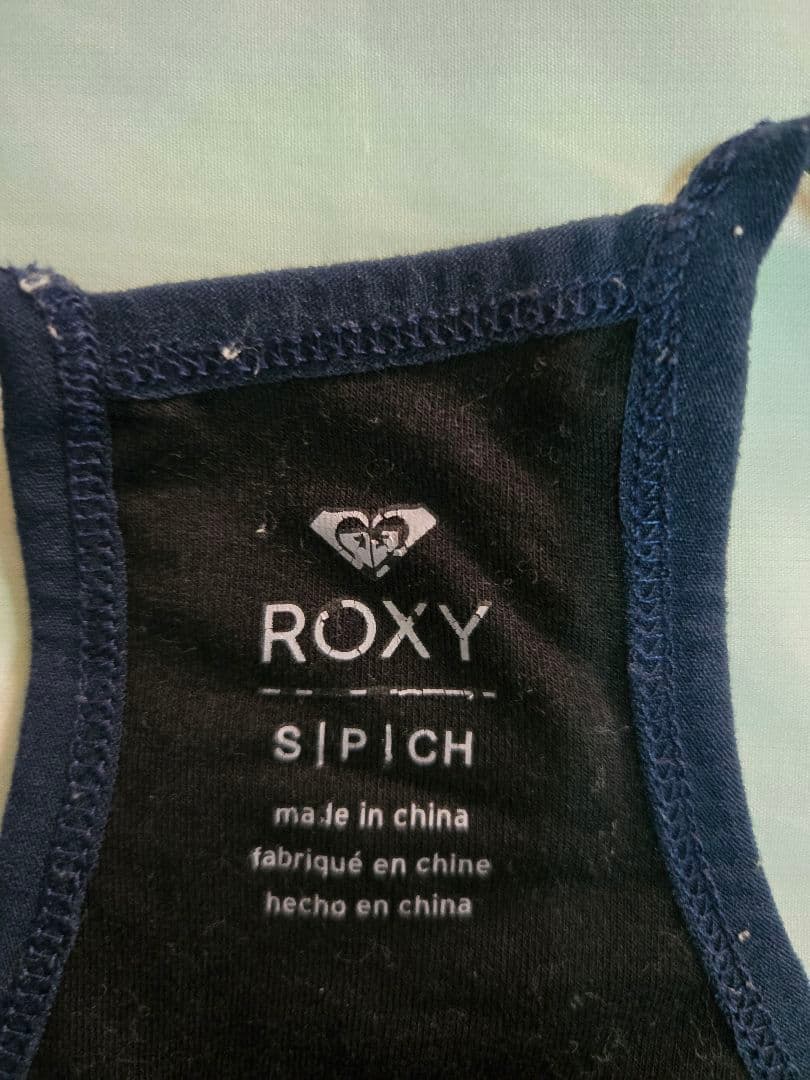 ROXY
S|P|CH
made in china
fabriqué en chine
hecho en china